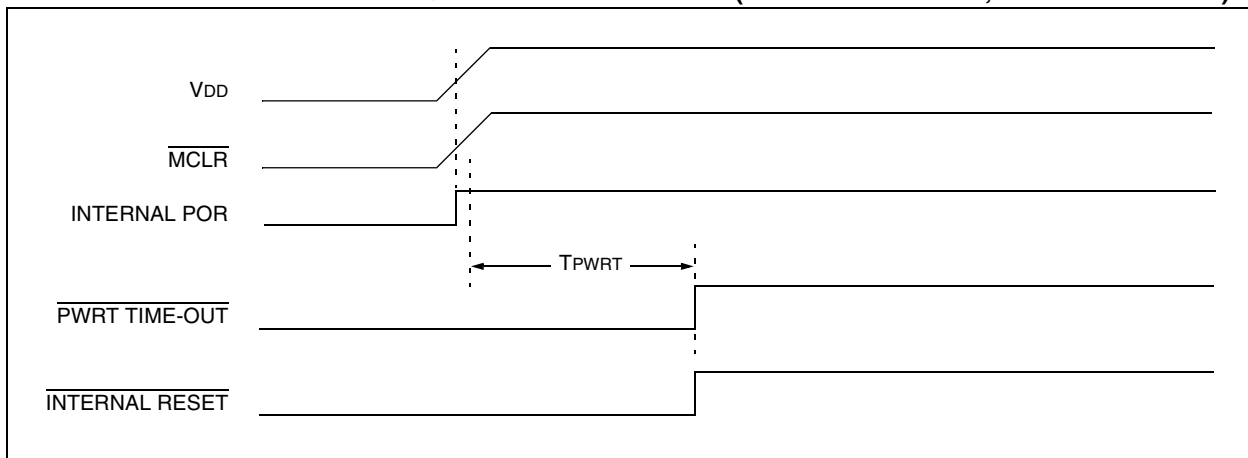 VDD
MCLR
INTERNAL POR
TPWRT
PWRT TIME-OUT
INTERNAL RESET